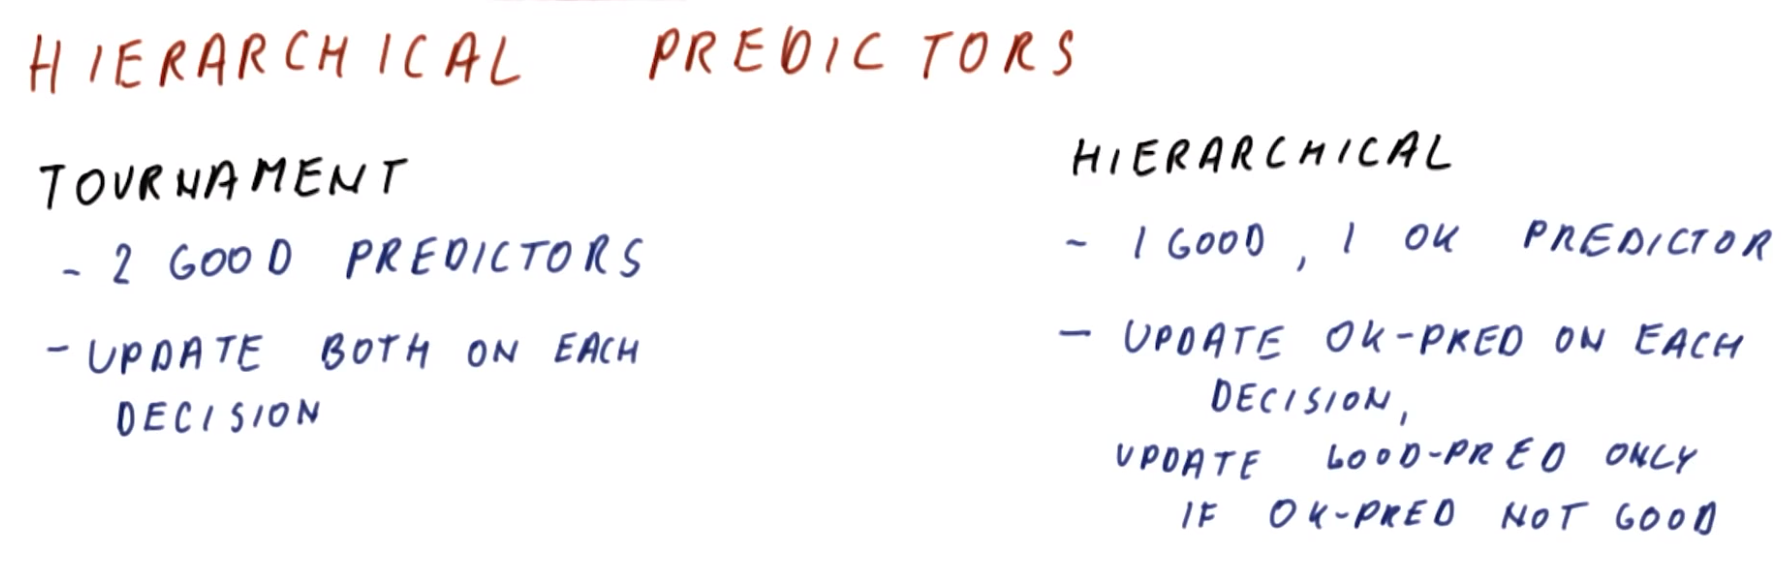 HIERARCHICAL PREDICTORS
TOURNAMENT
- 2 GOOD PREDICTORS
- UPDATE BOTH ON EACH
DECISION
HIERARCHICAL
- 1 GOOD, 1 OK PREDICTOR
- UPDATE OK-PRED ON EACH
DECISION,
UPDATE GOOD-PRED ONLY
IF OK-PRED NOT GOOD